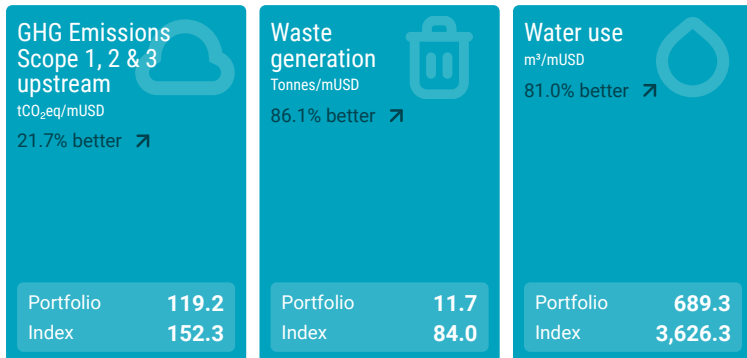 GHG Emissions
Scope 1, 2 & 3
upstream
tCO₂eq/mUSD
21.7% better
Portfolio 119.2
Index 152.3
Waste
generation
Tonnes/mUSD
86.1% better
Portfolio 11.7
Index 84.0
Water use
m³/mUSD
81.0% better
Portfolio 689.3
Index 3,626.3